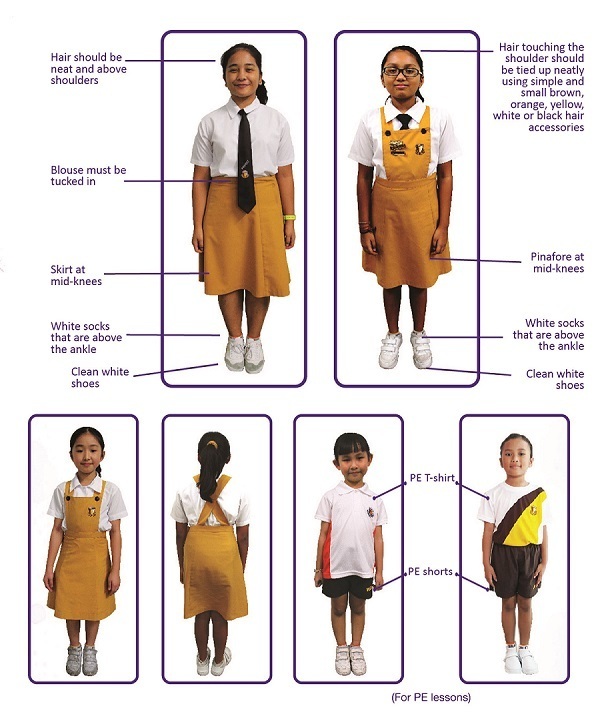 Hair should be
neat and above
shoulders
Blouse must be
tucked in
Skirt at
mid-knees
White socks
that are above
the ankle
Clean white
shoes
Hair touching the
shoulder should
be tied up neatly
using simple and
small brown,
orange, yellow,
white or black hair
accessories
Pinafore at
mid-knees
White socks
that are above
the ankle
Clean white
shoes
PE T-shirt
PE shorts
(For PE lessons)